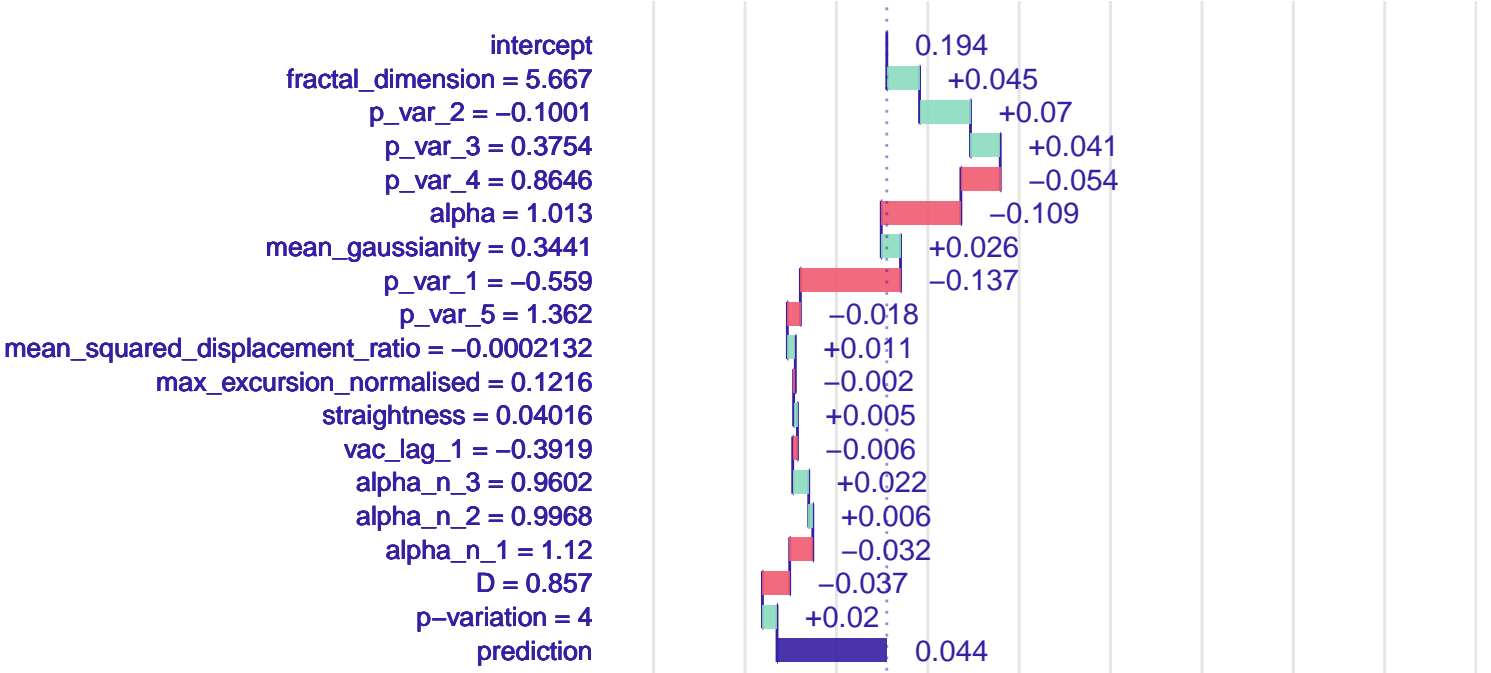 intercept 0.194
fractal_dimension = 5.667 +0.045
p_var_2 = −0.1001 +0.07
p_var_3 = 0.3754 +0.041
p_var_4 = 0.8646 −0.054
alpha = 1.013 −0.109
mean_gaussianity = 0.3441 +0.026
p_var_1 = −0.559 −0.137
p_var_5 = 1.362 −0.018
mean_squared_displacement_ratio = −0.0002132 +0.011
max_excursion_normalised = 0.1216 −0.002
straightness = 0.04016 +0.005
vac_lag_1 = −0.3919 −0.006
alpha_n_3 = 0.9602 +0.022
alpha_n_2 = 0.9968 +0.006
alpha_n_1 = 1.12 −0.032
D = 0.857 −0.037
p−variation = 4 +0.02
prediction 0.044